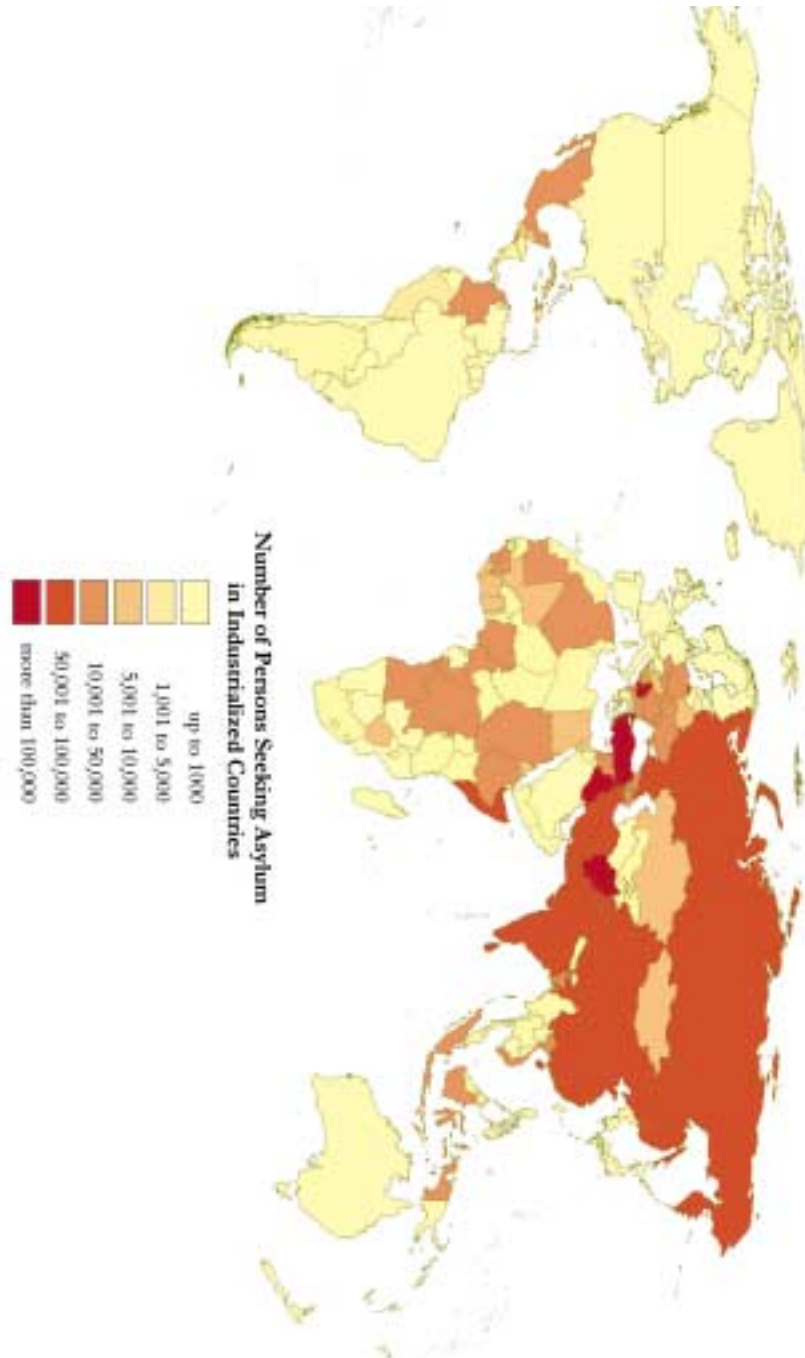 Number of Persons Seeking Asylum
in Industrialized Countries
up to 1000
1,001 to 5,000
5,001 to 10,000
10,001 to 50,000
50,001 to 100,000
more than 100,000